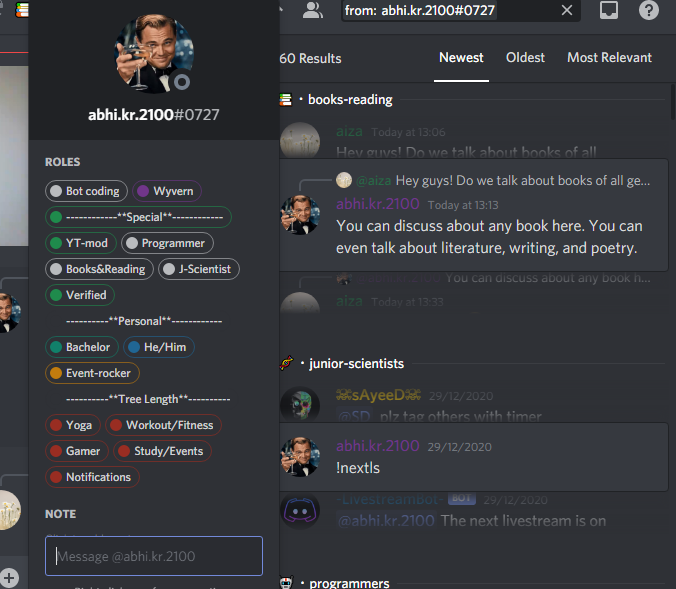 abhi.kr.2100#0727
ROLES
Bot coding
Wyvern
------------**Special**------------
YT-mod
Programmer
Books&Reading
J-Scientist
Verified
----------**Personal**------------
Bachelor
He/Him
Event-rocker
----------**Tree Length**----------
Yoga
Workout/Fitness
Gamer
Study/Events
Notifications
NOTE
Message @abhi.kr.2100
from: abhi.kr.2100#0727
60 Results
Newest
Oldest
Most Relevant
books-reading
aiza Today at 13:06
Hey guys! Do we talk about books of all
@aiza Hey guys! Do we talk about books of all ge...
abhi.kr.2100 Today at 13:13
You can discuss about any book here. You can
even talk about literature, writing, and poetry.
You can discuss about any book h...
aiza Today at 13:33
junior-scientists
☠sAyeeD☠ 29/12/2020
@SD plz tag others with timer
abhi.kr.2100 29/12/2020
!nextls
-LivestreamBot- BOT 29/12/2020
@abhi.kr.2100 The next livestream is on
programmers